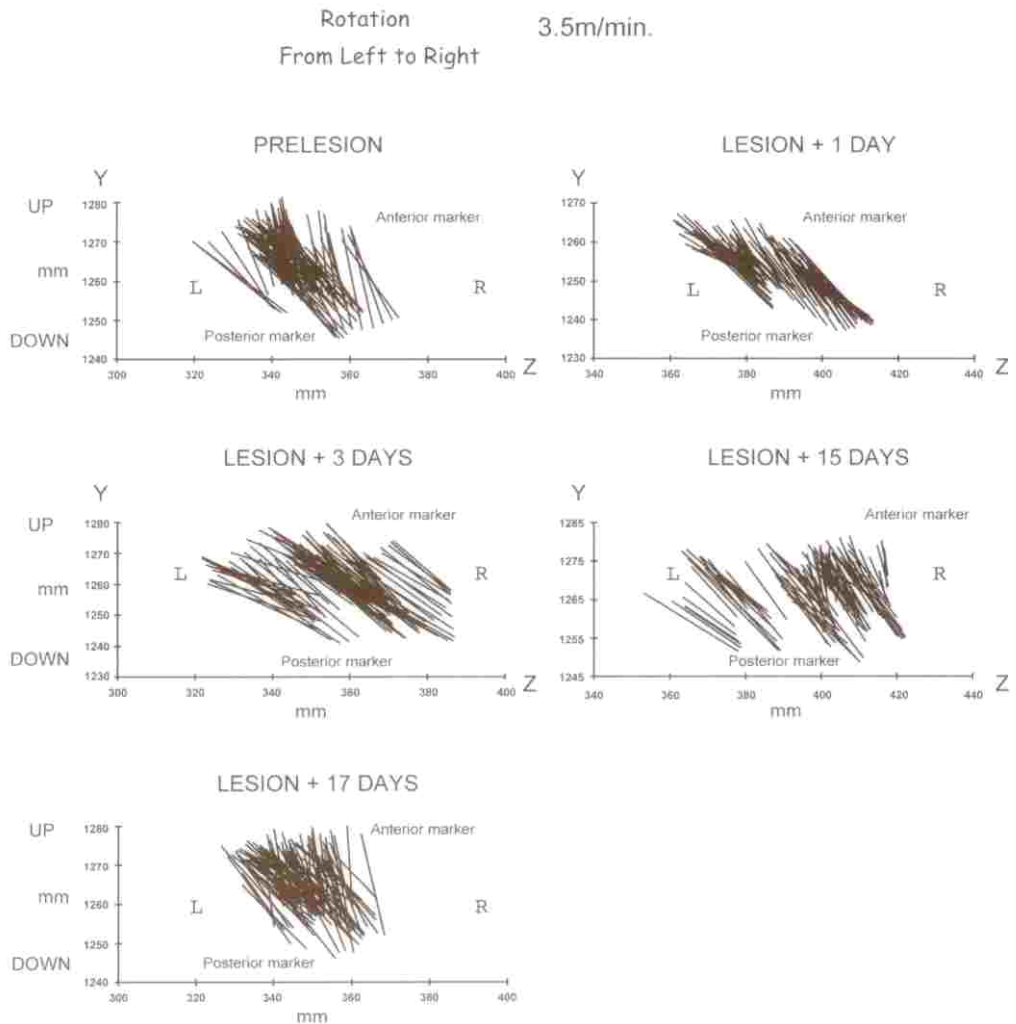 Rotation
From Left to Right
3.5m/min.
PRELESION
Y
UP
mm
DOWN
1280
1270
1260
1250
1240
300
320
340
360
380
400
Z
mm
L
R
Anterior marker
Posterior marker
LESION + 1 DAY
Y
1270
1260
1250
1240
1230
340
360
380
400
420
440
Z
mm
L
R
Anterior marker
Posterior marker
LESION + 3 DAYS
Y
UP
mm
DOWN
1280
1270
1260
1250
1240
1230
300
320
340
360
380
400
Z
mm
L
R
Anterior marker
Posterior marker
LESION + 15 DAYS
Y
1285
1275
1265
1255
1245
340
360
380
400
420
440
Z
mm
L
R
Anterior marker
Posterior marker
LESION + 17 DAYS
UP
mm
DOWN
1280
1270
1260
1250
1240
300
320
340
360
380
400
mm
L
R
Anterior marker
Posterior marker